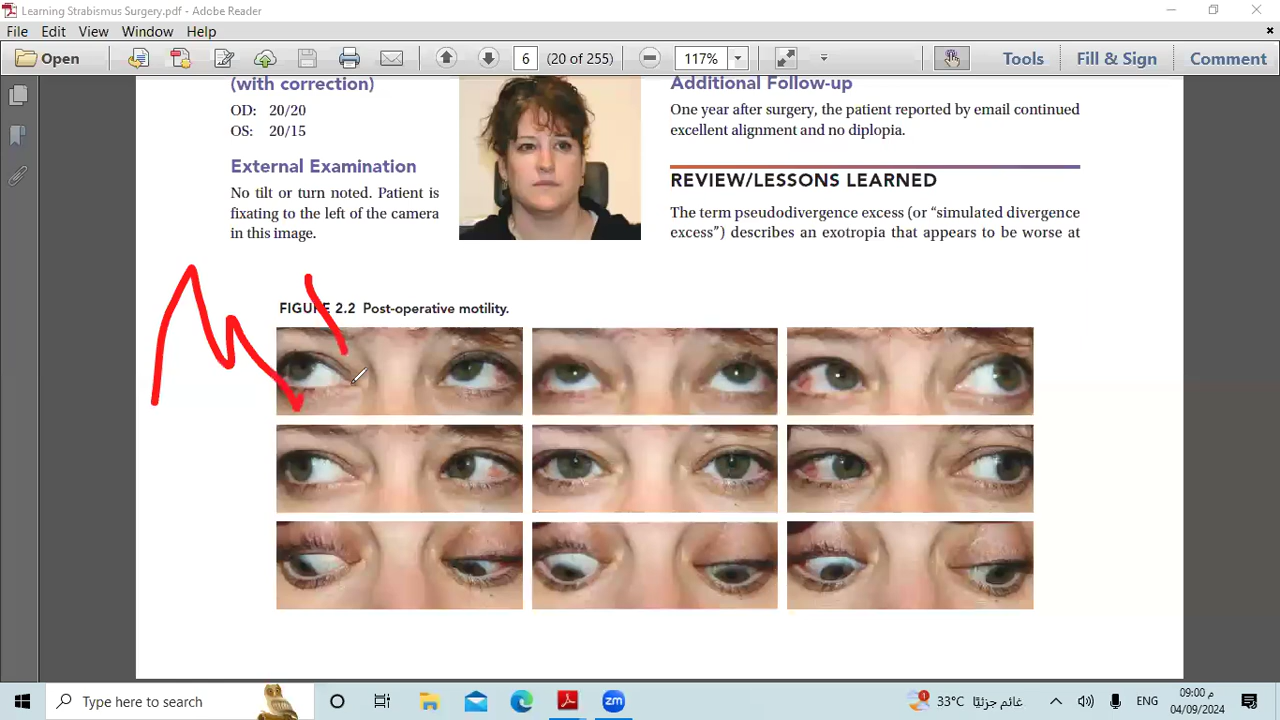 Learning Strabismus Surgery.pdf - Adobe Reader
File Edit View Window Help
Open 6 (20 of 255) 117% Tools Fill & Sign Comment
(with correction)
OD: 20/20
OS: 20/15
External Examination
No tilt or turn noted. Patient is
fixating to the left of the camera
in this image.
Additional Follow-up
One year after surgery, the patient reported by email continued
excellent alignment and no diplopia.
REVIEW/LESSONS LEARNED
The term pseudodivergence excess (or “simulated divergence
excess”) describes an exotropia that appears to be worse at
FIGURE 2.2 Post-operative motility.
Type here to search
zm
1
33°C غائم جزئيًا
ENG
09:00 م
04/09/2024